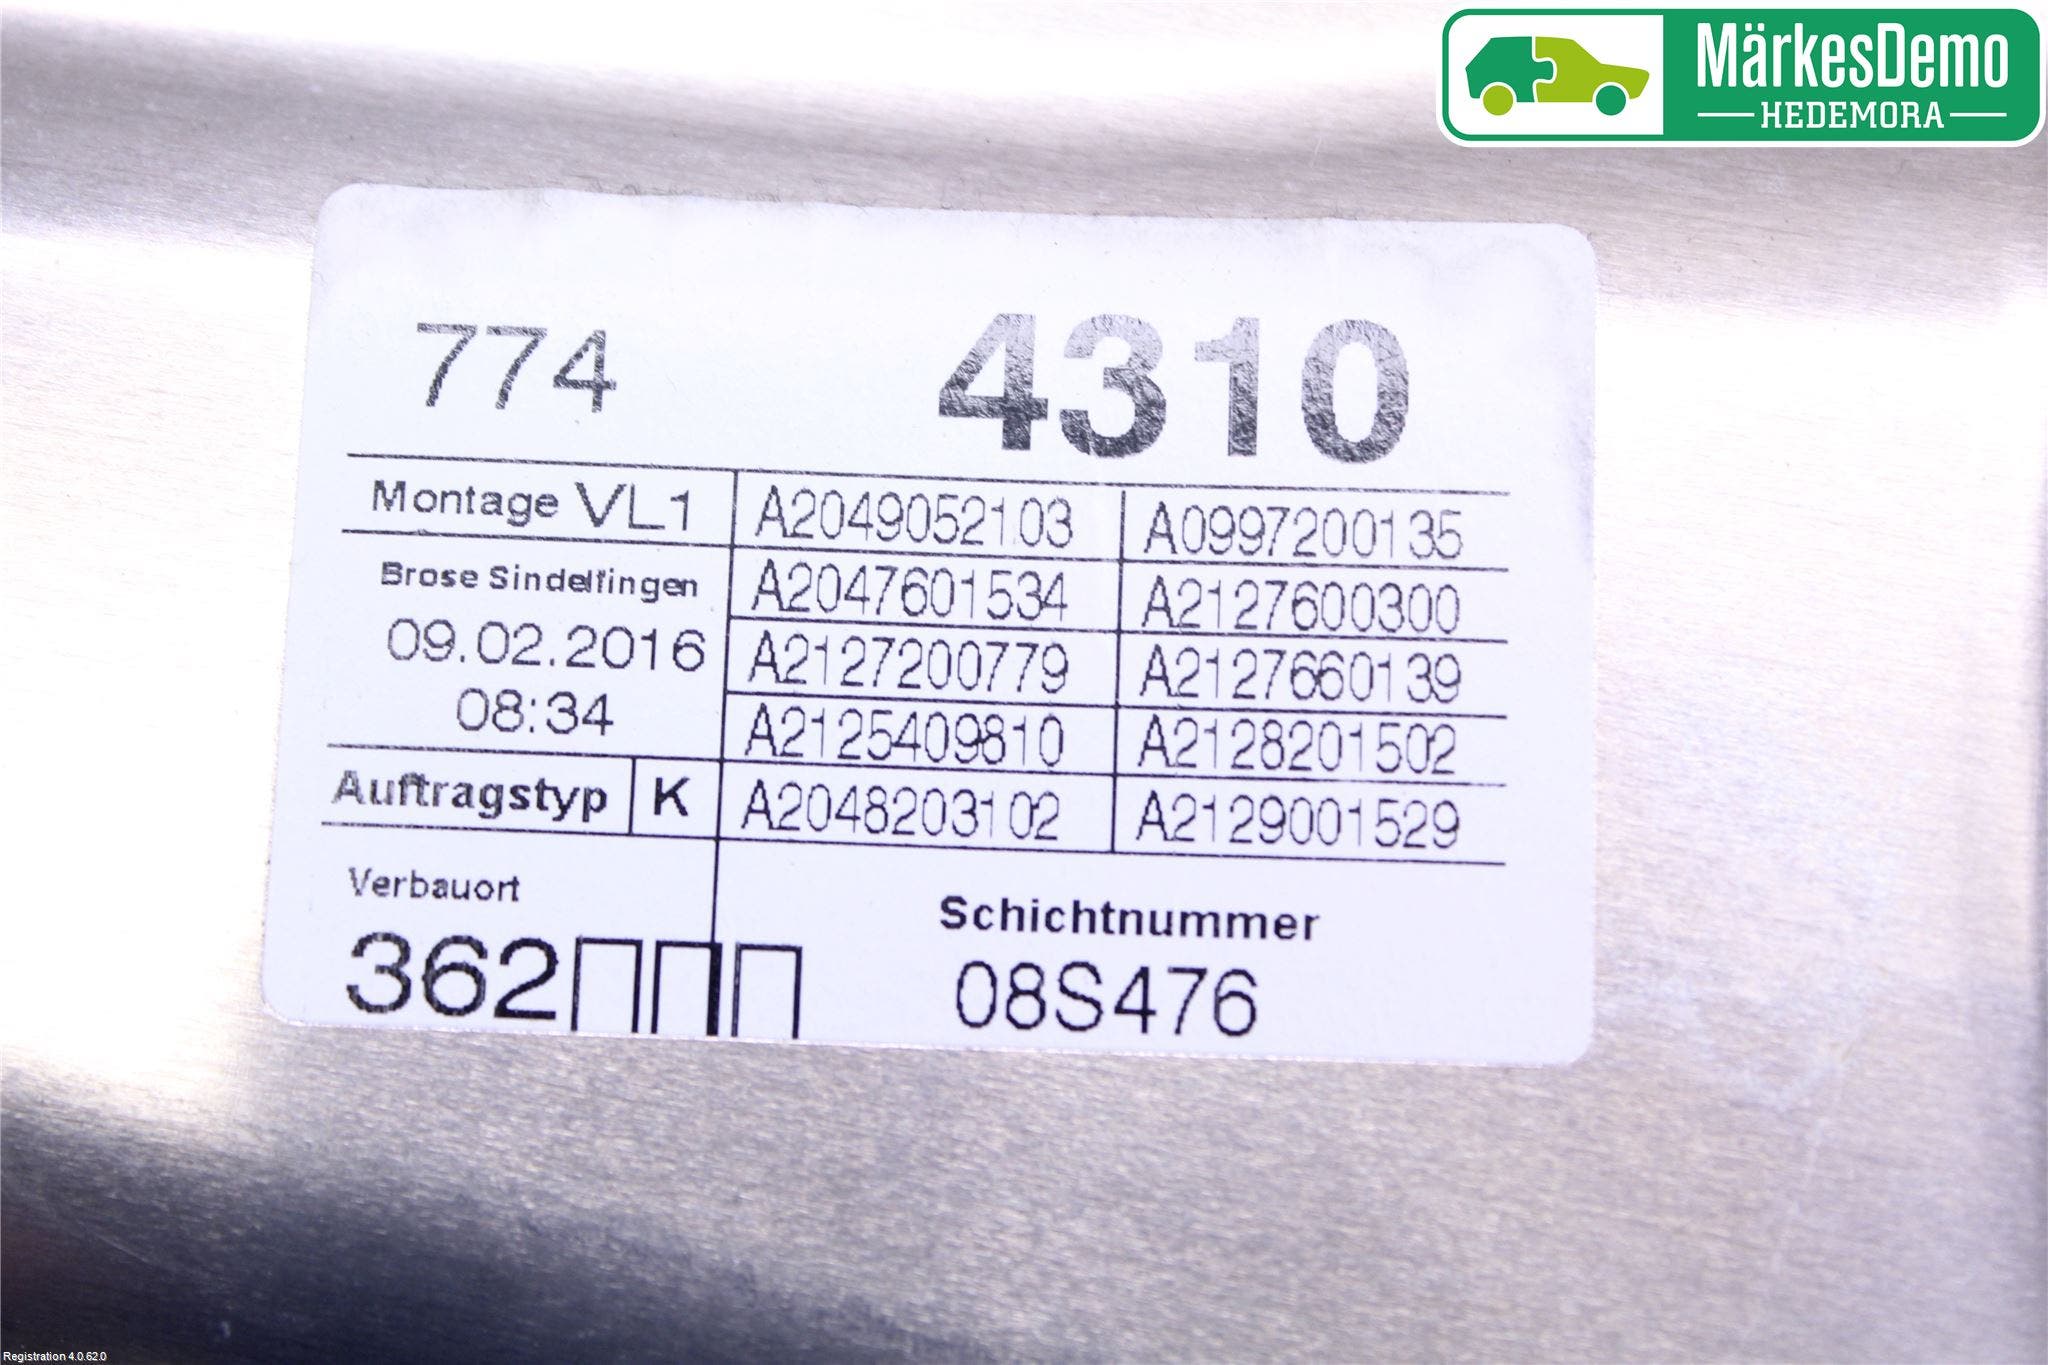 MärkesDemo
HEDEMORA
774 4310
Montage VL1 A2049052103 A0997200135
Brose Sindelfingen A2047601534 A2127600300
09.02.2016 A2127200779 A2127660139
08:34 A2125409810 A2128201502
Auftragstyp K A2048203102 A2129001529
Verbauort Schichtnummer
362 08S476
Registration 4.0.62.0